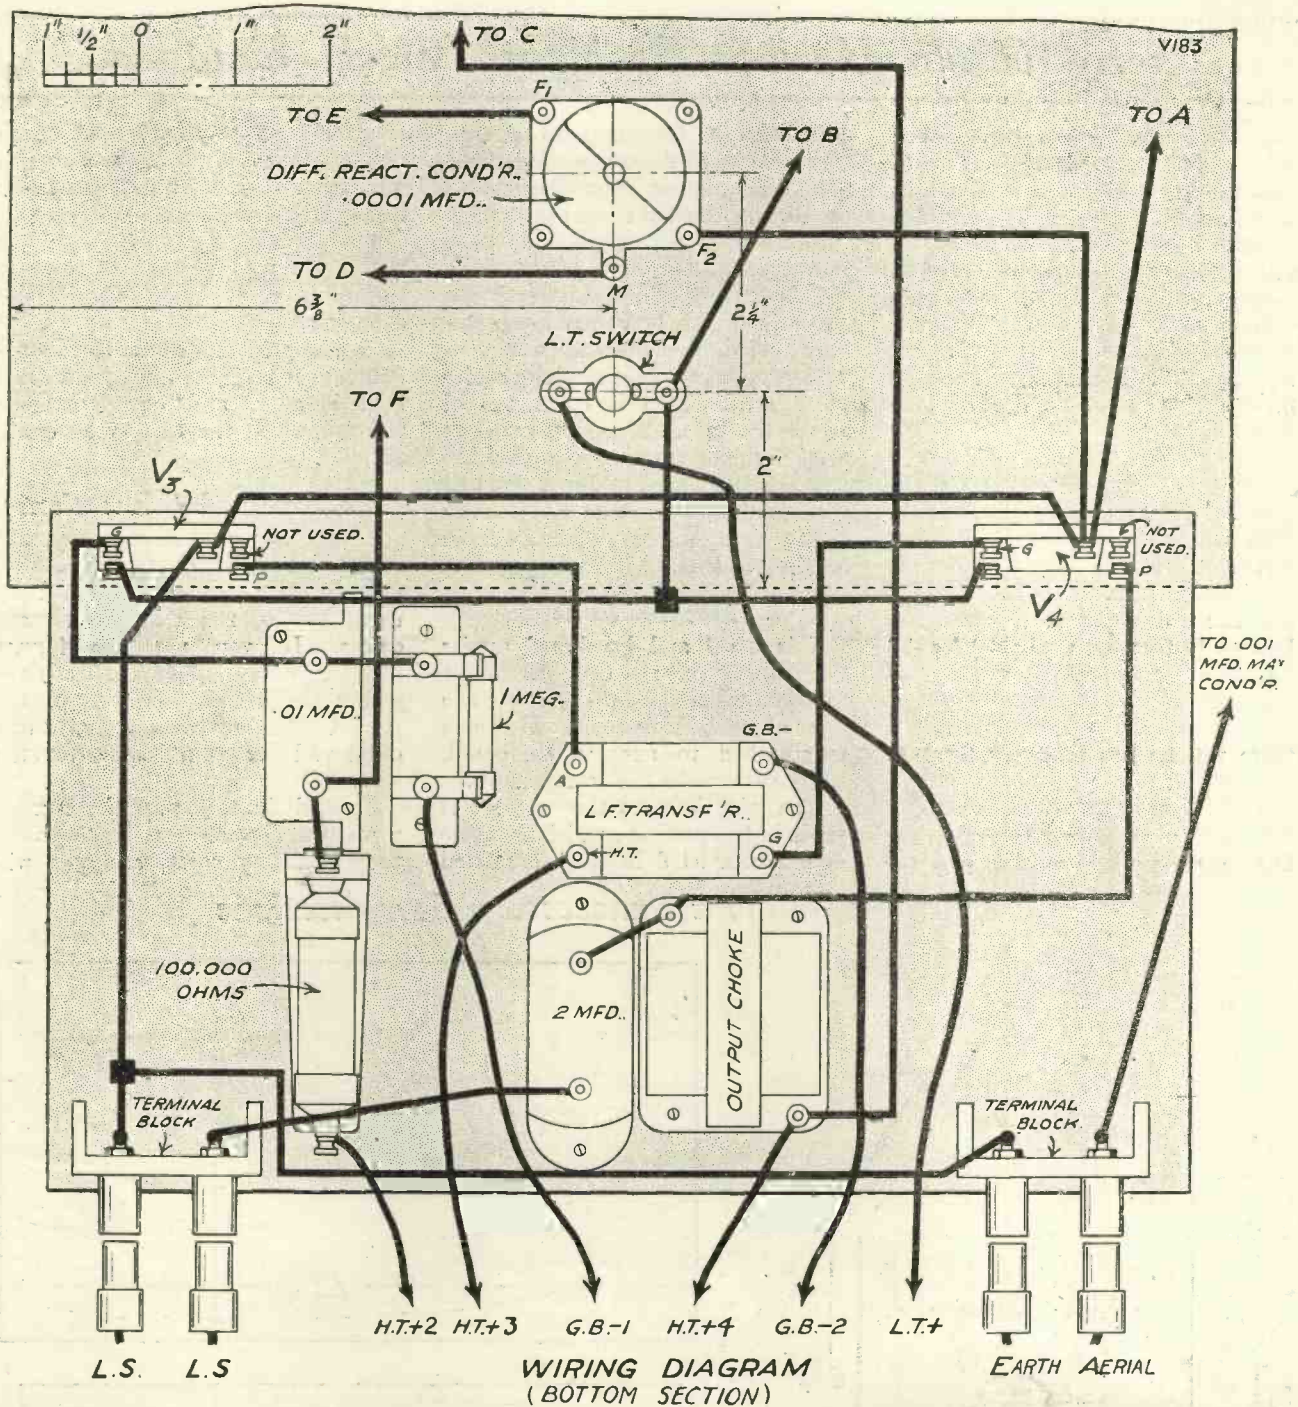 1" 1/2" 0 1" 2"
TO C
V183
F1
TO E
TO B
TO A
DIFF. REACT. COND'R..
.0001 MFD..
F2
TO D
M
6 3/8"
2 1/4"
L.T. SWITCH
TO F
2"
V3
G
NOT USED.
P
G
NOT
USED.
P
V4
TO .001
MFD. MAX
COND'R.
.01 MFD..
1 MEG..
G.B.-
A
L.F. TRANSF'R..
H.T.
G
100,000
OHMS
2 MFD..
OUTPUT CHOKE
TERMINAL
BLOCK
TERMINAL
BLOCK
H.T.+2 H.T.+3 G.B.-1 H.T.+4 G.B.-2 L.T.+
L.S. L.S
EARTH AERIAL
WIRING DIAGRAM
(BOTTOM SECTION)